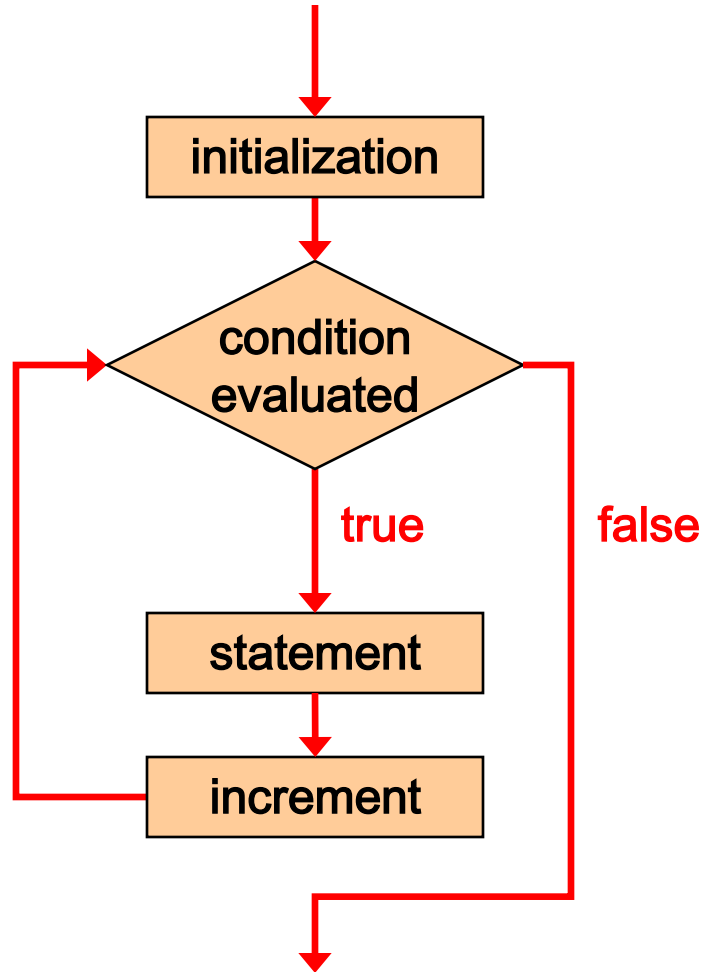 initialization
condition
evaluated
true
false
statement
increment